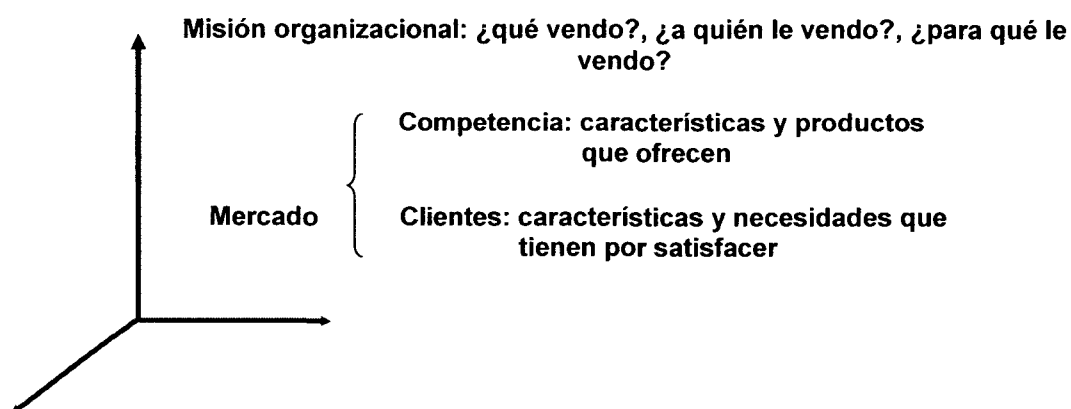 Misión organizacional: ¿qué vendo?, ¿a quién le vendo?, ¿para qué le
vendo?
Competencia: características y productos
que ofrecen
Mercado
Clientes: características y necesidades que
tienen por satisfacer